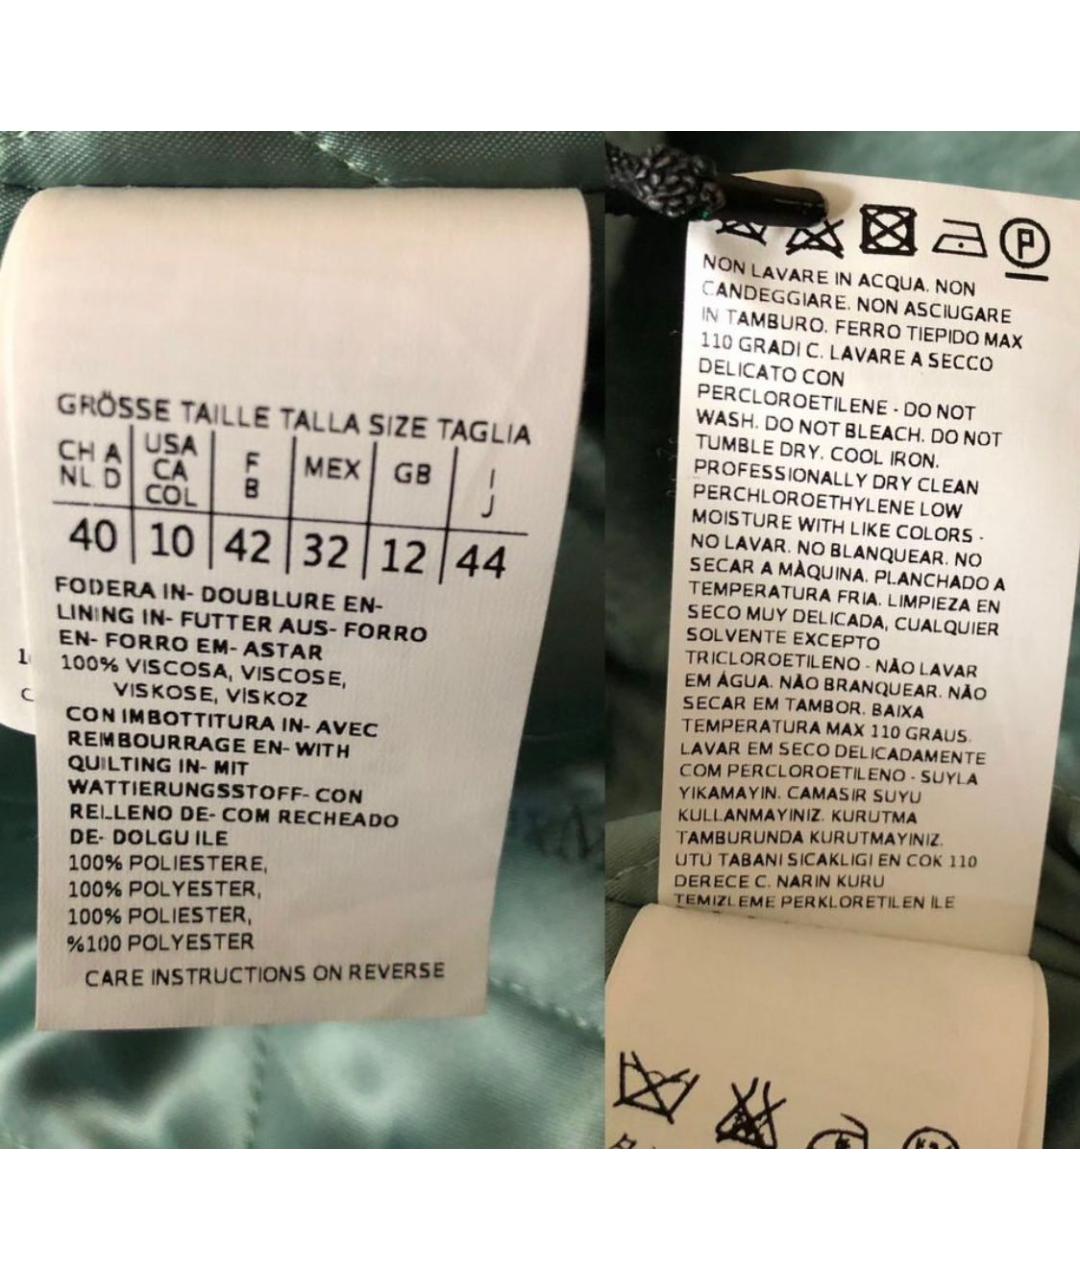 GRÖSSE TAILLE TALLA SIZE TAGLIA
CH A NL D | USA CA COL | F B | MEX | GB | I J
40 | 10 | 42 | 32 | 12 | 44
FODERA IN- DOUBLURE EN-
LINING IN- FUTTER AUS- FORRO
EN- FORRO EM- ASTAR
100% VISCOSA, VISCOSE,
VISKOSE, VİSKOZ
CON IMBOTTITURA IN- AVEC
REMBOURRAGE EN- WITH
QUILTING IN- MIT
WATTIERUNGSSTOFF- CON
RELLENO DE- COM RECHEADO
DE- DOLGU ILE
100% POLIESTERE,
100% POLYESTER,
100% POLIESTER,
%100 POLYESTER
CARE INSTRUCTIONS ON REVERSE
P
NON LAVARE IN ACQUA. NON
CANDEGGIARE. NON ASCIUGARE
IN TAMBURO. FERRO TIEPIDO MAX
110 GRADI C. LAVARE A SECCO
DELICATO CON
PERCLOROETILENE - DO NOT
WASH. DO NOT BLEACH. DO NOT
TUMBLE DRY. COOL IRON.
PROFESSIONALLY DRY CLEAN
PERCHLOROETHYLENE LOW
MOISTURE WITH LIKE COLORS -
NO LAVAR. NO BLANQUEAR. NO
SECAR A MÀQUINA. PLANCHADO A
TEMPERATURA FRIA. LIMPIEZA EN
SECO MUY DELICADA, CUALQUIER
SOLVENTE EXCEPTO
TRICLOROETILENO - NÃO LAVAR
EM ÁGUA. NÃO BRANQUEAR. NÃO
SECAR EM TAMBOR. BAIXA
TEMPERATURA MAX 110 GRAUS.
LAVAR EM SECO DELICADAMENTE
COM PERCLOROETILENO - SUYLA
YIKAMAYIN. CAMASIR SUYU
KULLANMAYINIZ. KURUTMA
TAMBURUNDA KURUTMAYINIZ.
UTÜ TABANI SICAKLIGI EN COK 110
DERECE C. NARIN KURU
TEMIZLEME PERKLORETILEN İLE